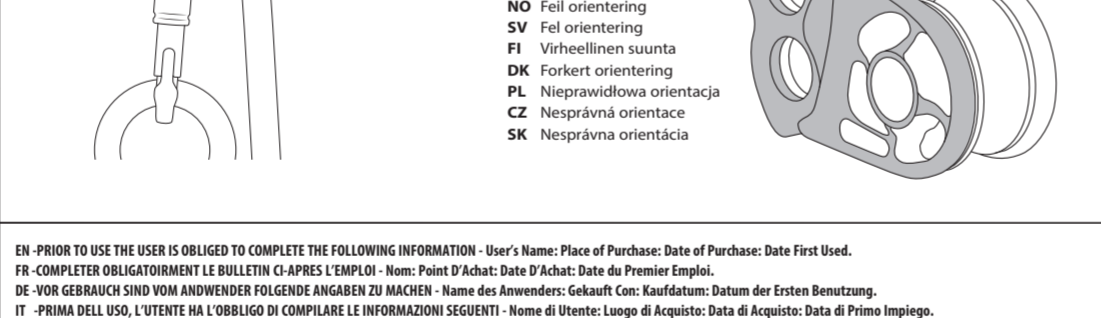 NO Feil orientering
SV Fel orientering
FI Virheellinen suunta
DK Forkert orientering
PL Nieprawidłowa orientacja
CZ Nesprávná orientace
SK Nesprávna orientácia
EN -PRIOR TO USE THE USER IS OBLIGED TO COMPLETE THE FOLLOWING INFORMATION - User's Name: Place of Purchase: Date of Purchase: Date First Used.
FR -COMPLETER OBLIGATOIRMENT LE BULLETIN CI-APRES L'EMPLOI - Nom: Point D'Achat: Date D'Achat: Date du Premier Emploi.
DE -VOR GEBRAUCH SIND VOM ANDWENDER FOLGENDE ANGABEN ZU MACHEN - Name des Anwenders: Gekauft Con: Kaufdatum: Datum der Ersten Benutzung.
IT -PRIMA DELL USO, L'UTENTE HA L'OBBLIGO DI COMPILARE LE INFORMAZIONI SEGUENTI - Nome di Utente: Luogo di Acquisto: Data di Acquisto: Data di Primo Impiego.